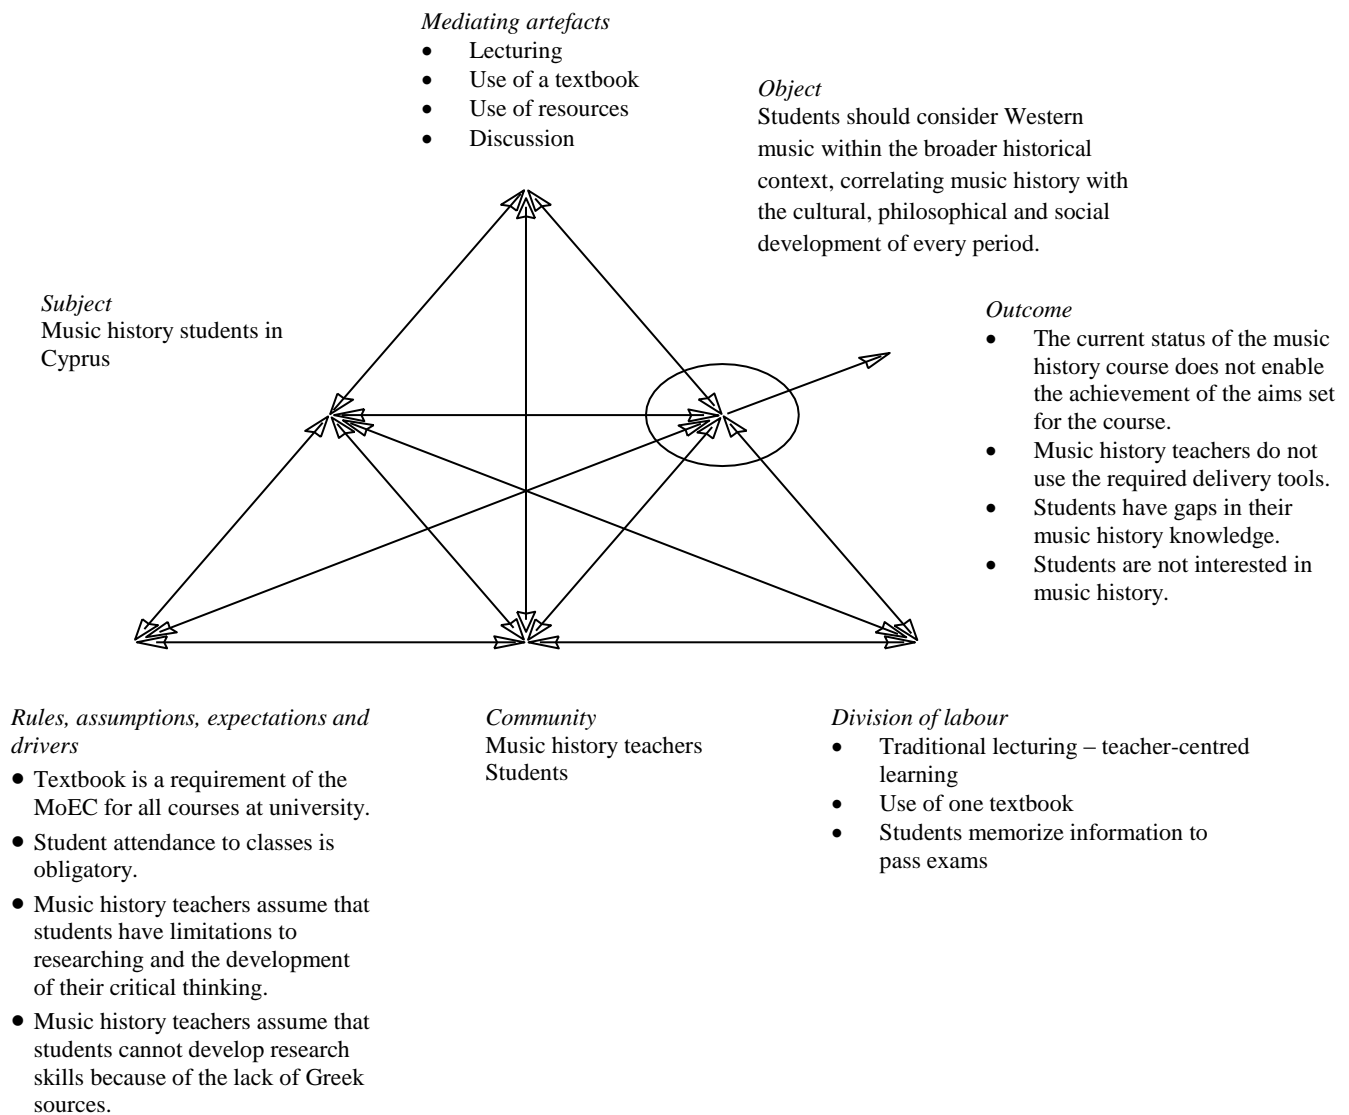 Mediating artefacts
• Lecturing
• Use of a textbook
• Use of resources
• Discussion
Object
Students should consider Western
music within the broader historical
context, correlating music history with
the cultural, philosophical and social
development of every period.
Subject
Music history students in
Cyprus
Outcome
• The current status of the music
history course does not enable
the achievement of the aims set
for the course.
• Music history teachers do not
use the required delivery tools.
• Students have gaps in their
music history knowledge.
• Students are not interested in
music history.
Rules, assumptions, expectations and
drivers
• Textbook is a requirement of the
MoEC for all courses at university.
• Student attendance to classes is
obligatory.
• Music history teachers assume that
students have limitations to
researching and the development
of their critical thinking.
• Music history teachers assume that
students cannot develop research
skills because of the lack of Greek
sources.
Community
Music history teachers
Students
Division of labour
• Traditional lecturing – teacher-centred
learning
• Use of one textbook
• Students memorize information to
pass exams